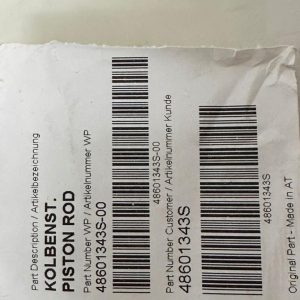 Part Description / Artikelbezeichnung
KOLBENST.
PISTON ROD
Part Number WP / Artikelnummer WP
48601343S-00
48601343S-00
Part Number Customer / Artikelnummer Kunde
48601343S
48601343S
Original Part - Made in AT